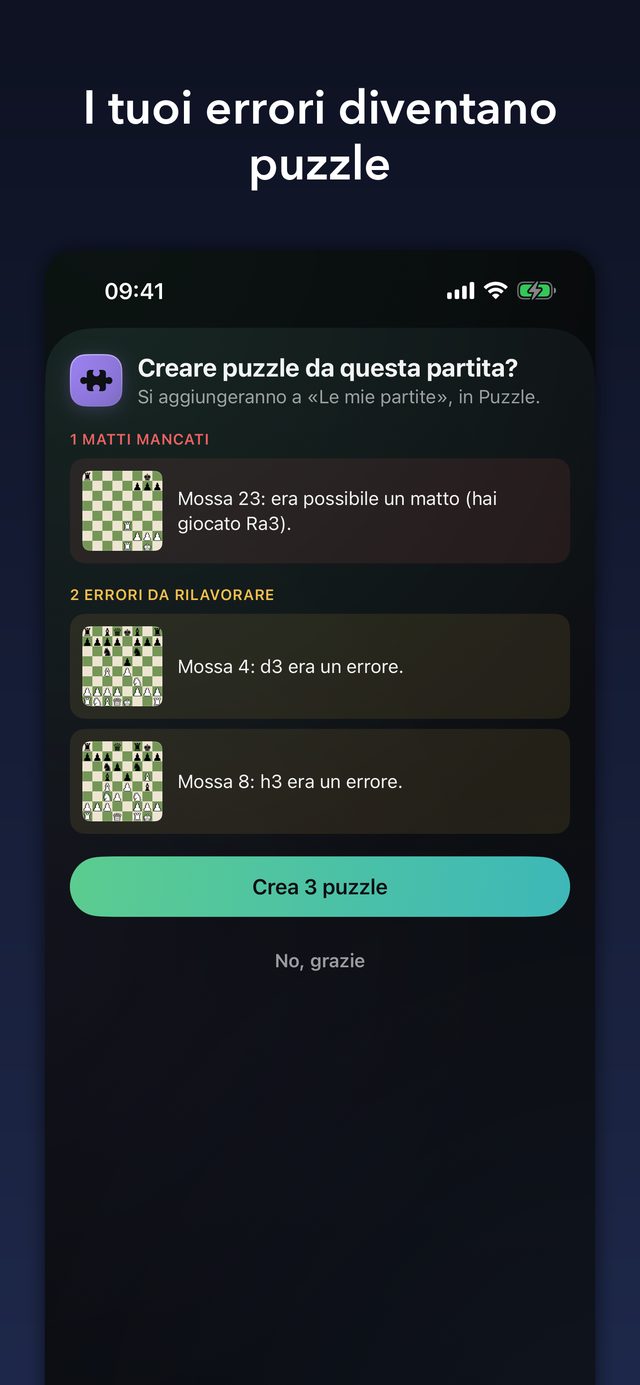 I tuoi errori diventano
puzzle
09:41
Creare puzzle da questa partita?
Si aggiungeranno a «Le mie partite», in Puzzle.
1 MATTI MANCATI
Mossa 23: era possibile un matto (hai
giocato Ra3).
2 ERRORI DA RILAVORARE
Mossa 4: d3 era un errore.
Mossa 8: h3 era un errore.
Crea 3 puzzle
No, grazie